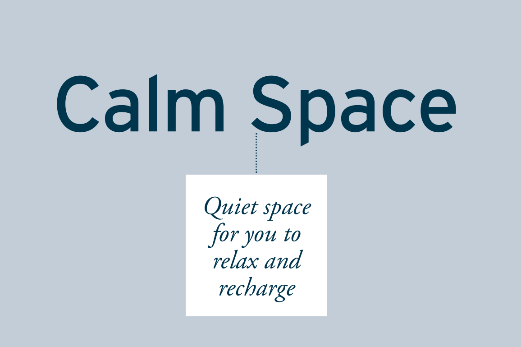 Calm Space
Quiet space
for you to
relax and
recharge